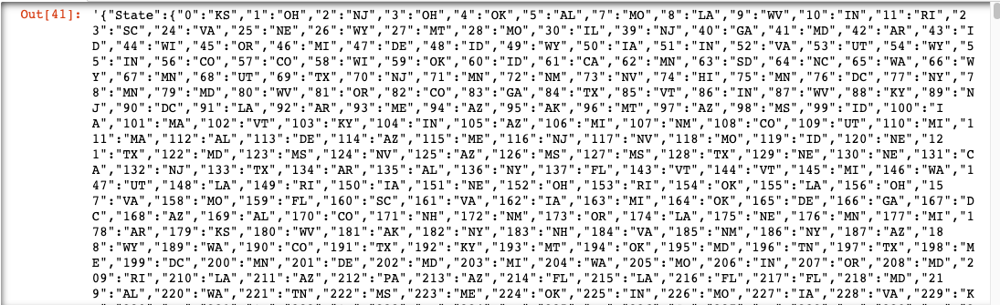 Out[41]: '{"State":{"0":"KS","1":"OH","2":"NJ","3":"OH","4":"OK","5":"AL","7":"MO","8":"LA","9":"WV","10":"IN","11":"RI","2
3":"SC","24":"VA","25":"NE","26":"WY","27":"MT","28":"MO","30":"IL","39":"NJ","40":"GA","41":"MD","42":"AR","43":"I
D","44":"WI","45":"OR","46":"MI","47":"DE","48":"ID","49":"WY","50":"IA","51":"IN","52":"VA","53":"UT","54":"WY","5
5":"IN","56":"CO","57":"CO","58":"WI","59":"OK","60":"ID","61":"CA","62":"MN","63":"SD","64":"NC","65":"WA","66":"W
Y","67":"MN","68":"UT","69":"TX","70":"NJ","71":"MN","72":"NM","73":"NV","74":"HI","75":"MN","76":"DC","77":"NY","7
8":"MN","79":"MD","80":"WV","81":"OR","82":"CO","83":"GA","84":"TX","85":"VT","86":"IN","87":"WV","88":"KY","89":"N
J","90":"DC","91":"LA","92":"AR","93":"ME","94":"AZ","95":"AK","96":"MT","97":"AZ","98":"MS","99":"ID","100":"I
A","101":"MA","102":"VT","103":"KY","104":"IN","105":"AZ","106":"MI","107":"NM","108":"CO","109":"UT","110":"MI","1
11":"MA","112":"AL","113":"DE","114":"AZ","115":"ME","116":"NJ","117":"NV","118":"MO","119":"ID","120":"NE","12
1":"TX","122":"MD","123":"MS","124":"NV","125":"AZ","126":"MS","127":"MS","128":"TX","129":"NE","130":"NE","131":"C
A","132":"NJ","133":"TX","134":"AR","135":"AL","136":"NY","137":"FL","143":"VT","144":"VT","145":"MI","146":"WA","1
47":"UT","148":"LA","149":"RI","150":"IA","151":"NE","152":"OH","153":"RI","154":"OK","155":"LA","156":"OH","15
7":"VA","158":"MO","159":"FL","160":"SC","161":"VA","162":"IA","163":"MI","164":"OK","165":"DE","166":"GA","167":"D
C","168":"AZ","169":"AL","170":"CO","171":"NH","172":"NM","173":"OR","174":"LA","175":"NE","176":"MN","177":"MI","1
78":"AR","179":"KS","180":"WV","181":"AK","182":"NY","183":"NH","184":"VA","185":"NM","186":"NY","187":"AZ","18
8":"WY","189":"WA","190":"CO","191":"TX","192":"KY","193":"MT","194":"OK","195":"MD","196":"TN","197":"TX","198":"M
E","199":"DC","200":"MN","201":"DE","202":"MD","203":"MI","204":"WA","205":"MO","206":"IN","207":"OR","208":"MD","2
09":"RI","210":"LA","211":"AZ","212":"PA","213":"AZ","214":"FL","215":"LA","216":"FL","217":"FL","218":"MD","21
9":"AL","220":"WA","221":"TN","222":"MS","223":"ME","224":"OK","225":"IN","226":"MO","227":"IA","228":"VA","229":"K